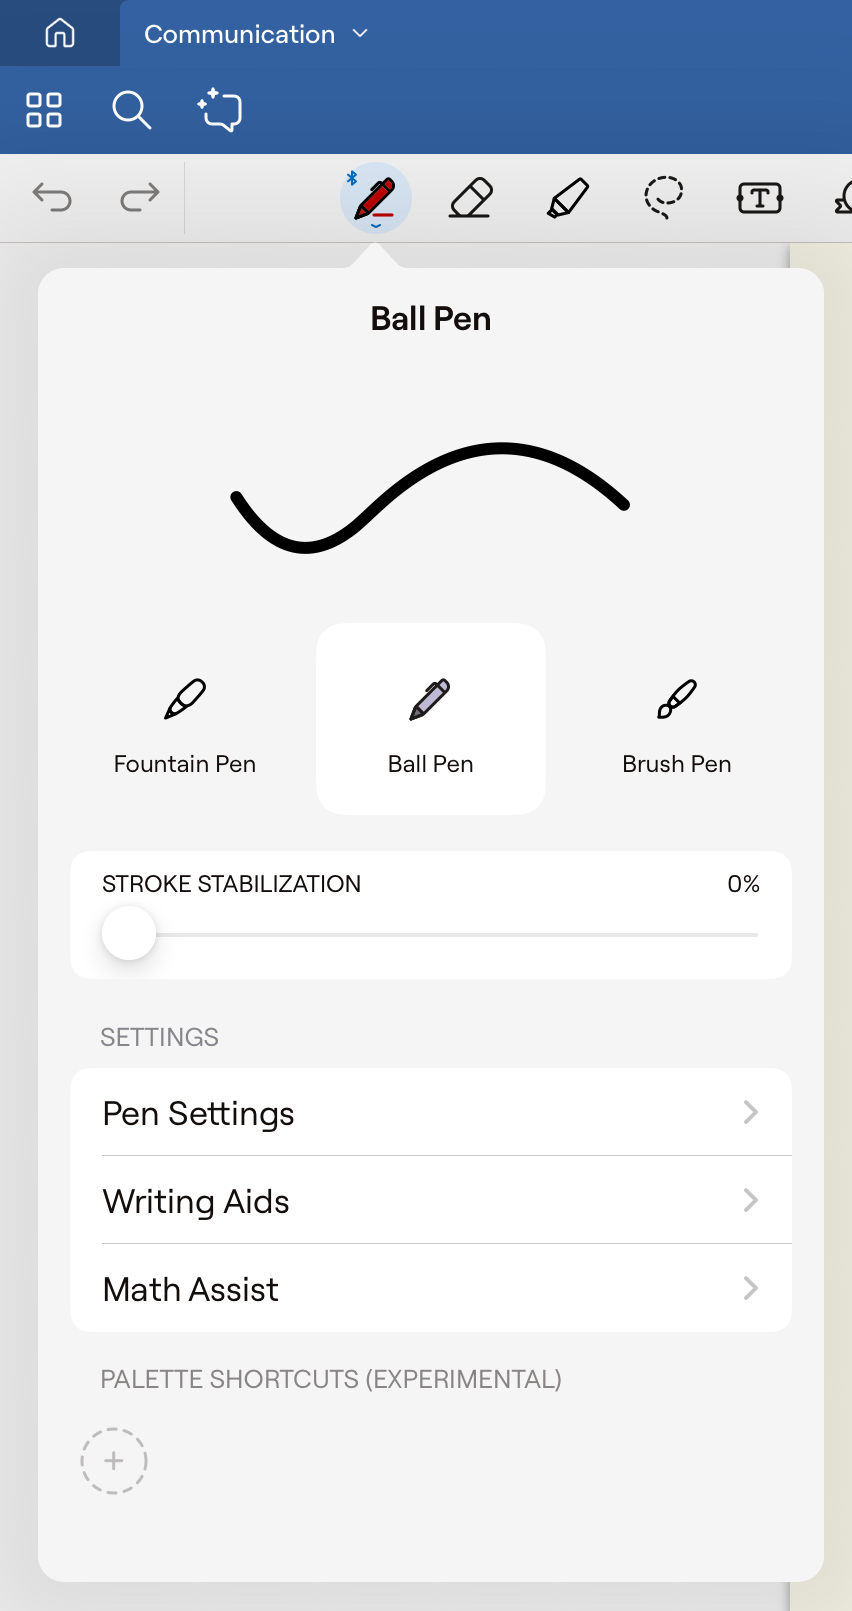 Communication
T
Ball Pen
Fountain Pen
Ball Pen
Brush Pen
STROKE STABILIZATION
0%
SETTINGS
Pen Settings
Writing Aids
Math Assist
PALETTE SHORTCUTS (EXPERIMENTAL)